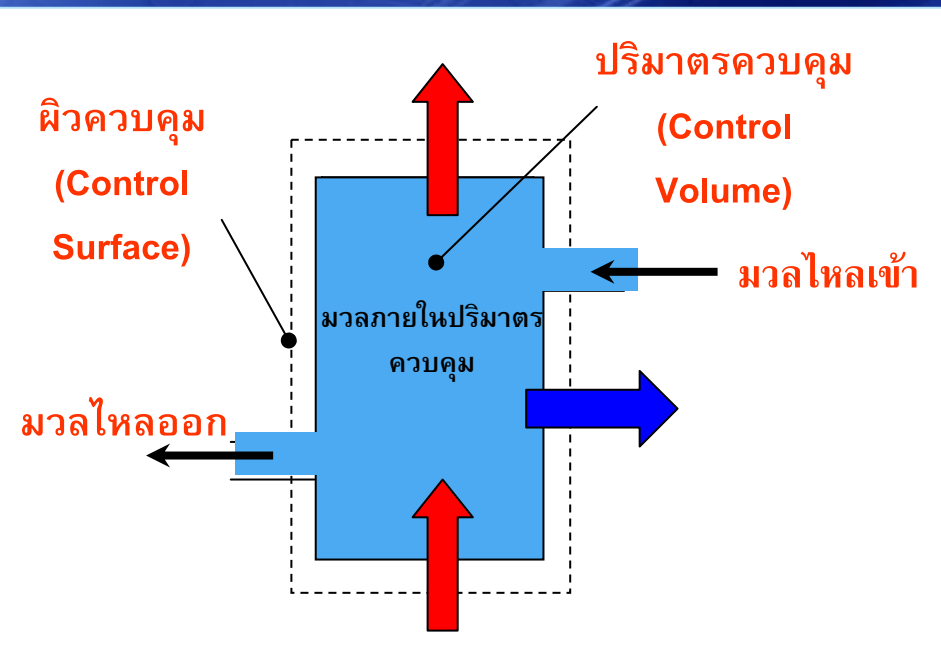 ปริมาตรควบคุม
(Control
Volume)
ผิวควบคุม
(Control
Surface)
มวลไหลเข้า
มวลภายในปริมาตร
ควบคุม
มวลไหลออก